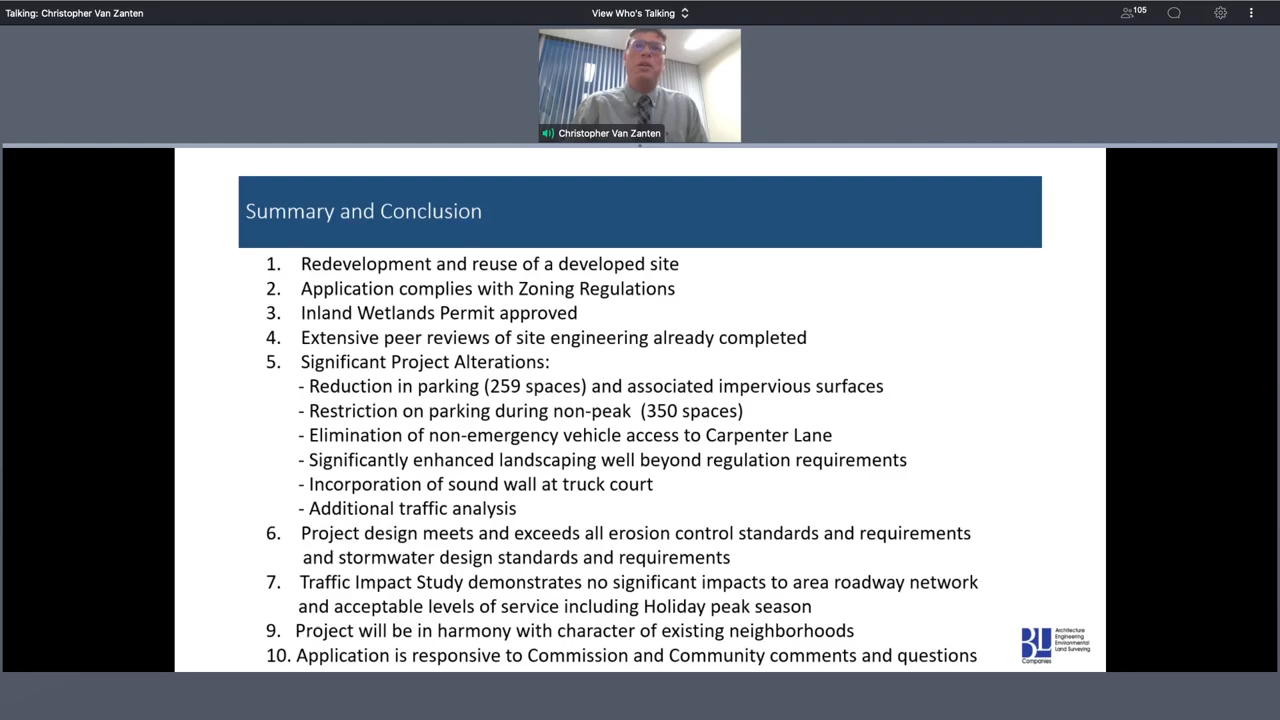 Talking: Christopher Van Zanten
View Who's Talking
105
Christopher Van Zanten
Summary and Conclusion
1. Redevelopment and reuse of a developed site
2. Application complies with Zoning Regulations
3. Inland Wetlands Permit approved
4. Extensive peer reviews of site engineering already completed
5. Significant Project Alterations:
- Reduction in parking (259 spaces) and associated impervious surfaces
- Restriction on parking during non-peak (350 spaces)
- Elimination of non-emergency vehicle access to Carpenter Lane
- Significantly enhanced landscaping well beyond regulation requirements
- Incorporation of sound wall at truck court
- Additional traffic analysis
6. Project design meets and exceeds all erosion control standards and requirements
and stormwater design standards and requirements
7. Traffic Impact Study demonstrates no significant impacts to area roadway network
and acceptable levels of service including Holiday peak season
9. Project will be in harmony with character of existing neighborhoods
10. Application is responsive to Commission and Community comments and questions
BL
Companies
Architecture
Engineering
Environmental
Land Surveying